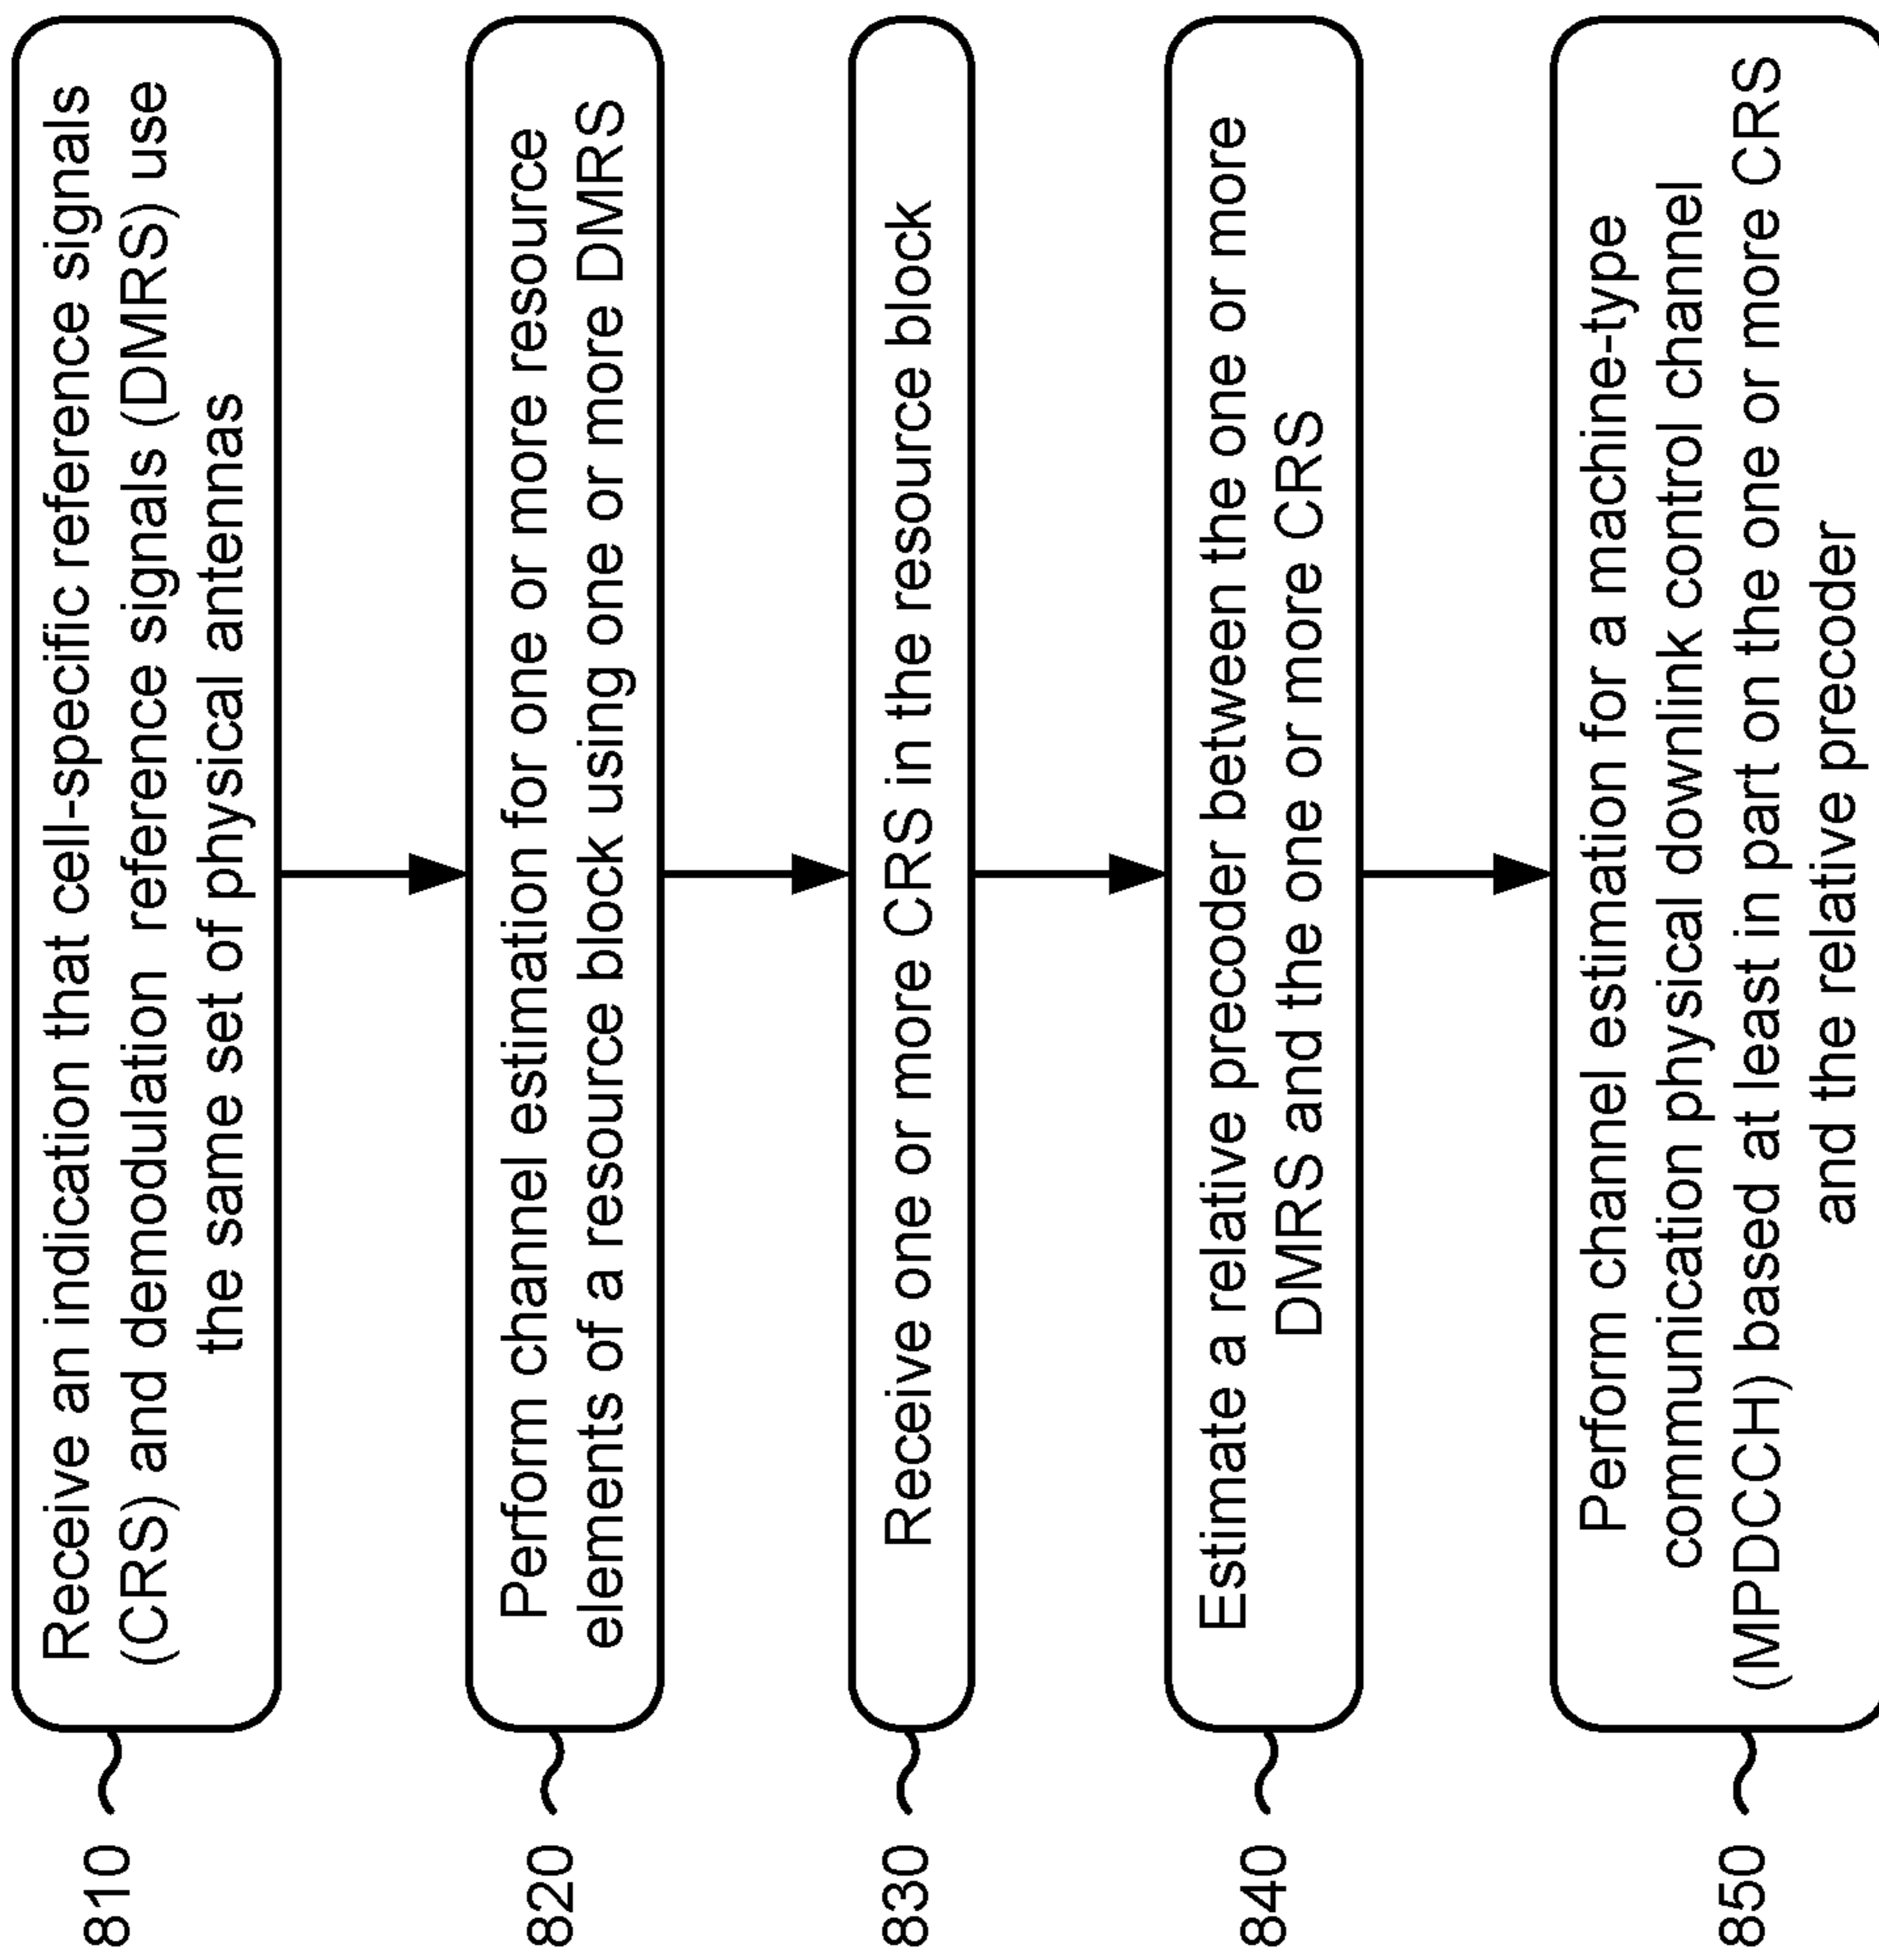 810
Receive an indication that cell-specific reference signals
(CRS) and demodulation reference signals (DMRS) use
the same set of physical antennas
820
Perform channel estimation for one or more resource
elements of a resource block using one or more DMRS
830
Receive one or more CRS in the resource block
840
Estimate a relative precoder between the one or more
DMRS and the one or more CRS
850
Perform channel estimation for a machine-type
communication physical downlink control channel
(MPDCCH) based at least in part on the one or more CRS
and the relative precoder